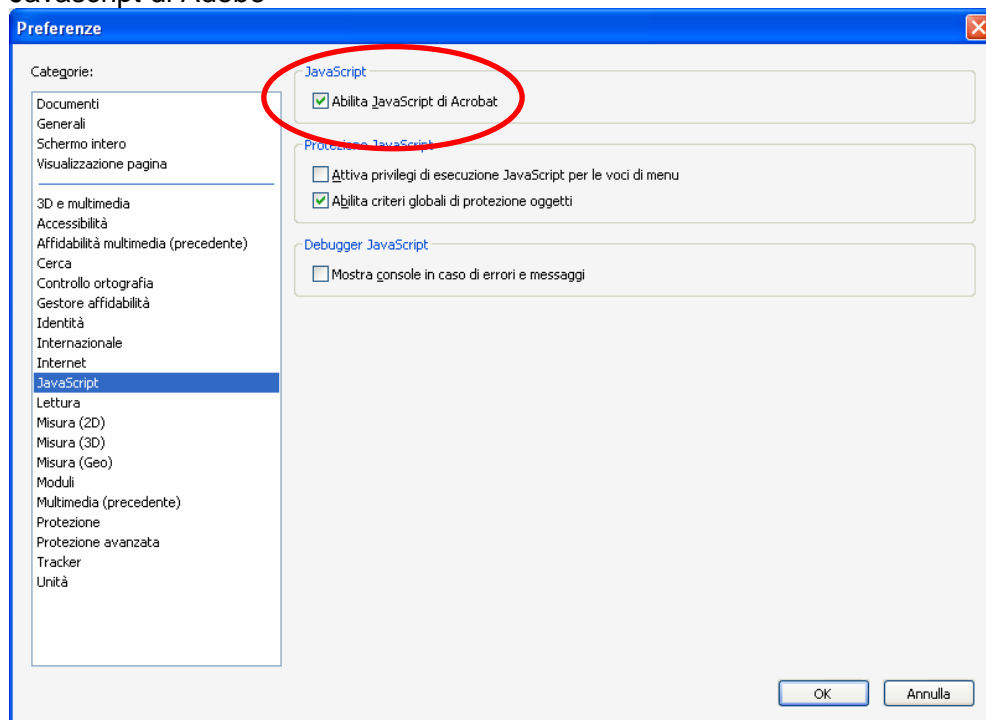 Javascript di Adobe
Preferenze
Categorie:
Documenti
Generali
Schermo intero
Visualizzazione pagina
3D e multimedia
Accessibilità
Affidabilità multimedia (precedente)
Cerca
Controllo ortografia
Gestore affidabilità
Identità
Internazionale
Internet
JavaScript
Lettura
Misura (2D)
Misura (3D)
Misura (Geo)
Moduli
Multimedia (precedente)
Protezione
Protezione avanzata
Tracker
Unità
JavaScript
Abilita JavaScript di Acrobat
Protezione JavaScript
Attiva privilegi di esecuzione JavaScript per le voci di menu
Abilita criteri globali di protezione oggetti
Debugger JavaScript
Mostra console in caso di errori e messaggi
OK
Annulla